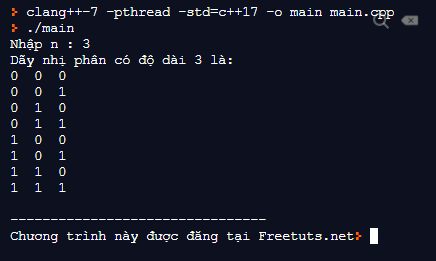 > clang++-7 -pthread -std=c++17 -o main main.cpp
> ./main
Nhập n : 3
Dãy nhị phân có độ dài 3 là:
0 0 0
0 0 1
0 1 0
0 1 1
1 0 0
1 0 1
1 1 0
1 1 1
--------------------------------
Chương trình này được đăng tại Freetuts.net>